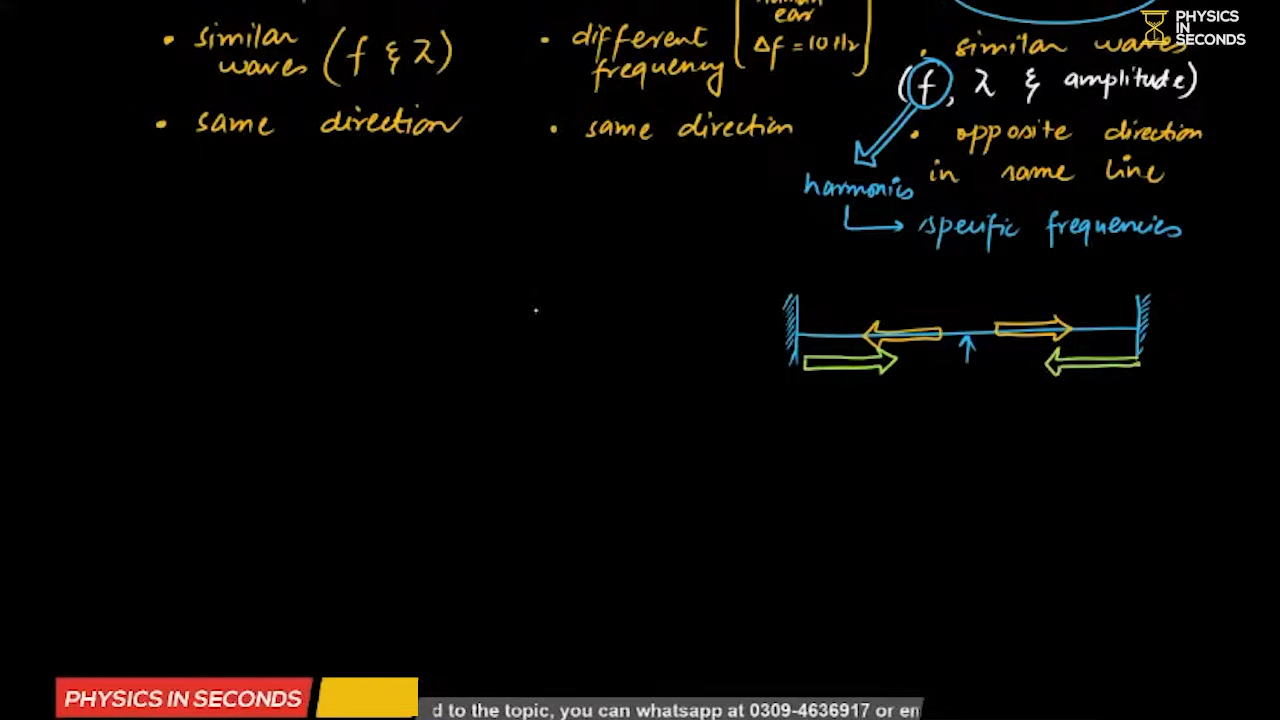 • similar
waves (f & λ)
• same direction
• different
frequency
ear
Δf = 10 Hz
• same direction
• similar waves
(f, λ & amplitude)
• opposite direction
in same line
harmonics
specific frequencies
PHYSICS
IN
SECONDS
PHYSICS IN SECONDS
d to the topic, you can whatsapp at 0309-4636917 or en